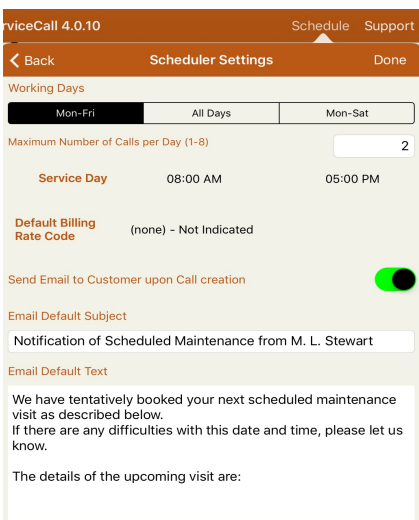 rviceCall 4.0.10 Schedule Support
Back Scheduler Settings Done
Working Days
Mon-Fri All Days Mon-Sat
Maximum Number of Calls per Day (1-8) 2
Service Day 08:00 AM 05:00 PM
Default Billing
Rate Code (none) - Not Indicated
Send Email to Customer upon Call creation
Email Default Subject
Notification of Scheduled Maintenance from M. L. Stewart
Email Default Text
We have tentatively booked your next scheduled maintenance
visit as described below.
If there are any difficulties with this date and time, please let us
know.
The details of the upcoming visit are: